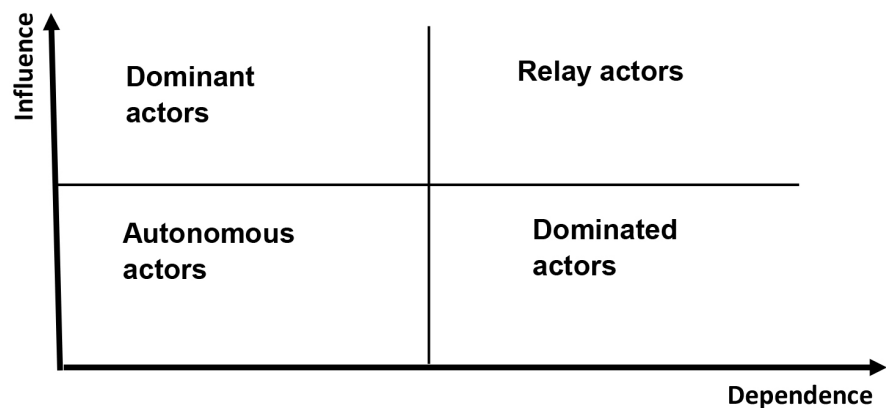 Influence
Dominant
actors
Relay actors
Autonomous
actors
Dominated
actors
Dependence